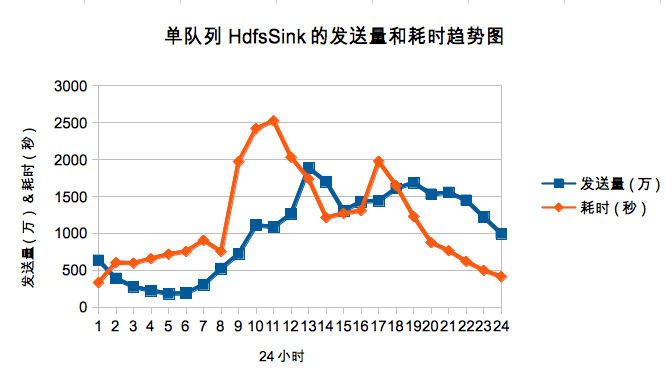 单队列 HdfsSink 的发送量和耗时趋势图
发送量 ( 万 ) & 耗时 ( 秒 )
3000
2500
2000
1500
1000
500
0
1 2 3 4 5 6 7 8 9 10 11 12 13 14 15 16 17 18 19 20 21 22 23 24
24 小时
发送量 ( 万 )
耗时 ( 秒 )